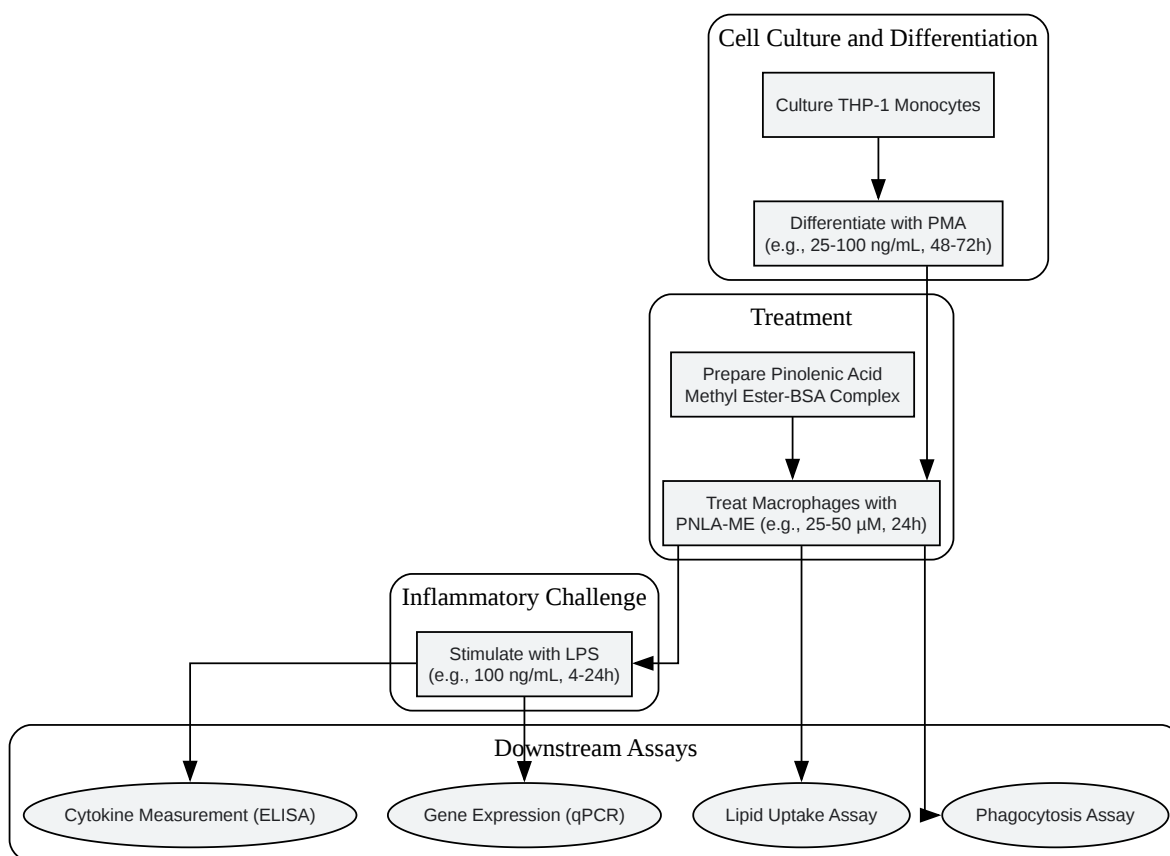 Cell Culture and Differentiation
Culture THP-1 Monocytes
Differentiate with PMA
(e.g., 25-100 ng/mL, 48-72h)
Treatment
Prepare Pinolenic Acid
Methyl Ester-BSA Complex
Treat Macrophages with
PNLA-ME (e.g., 25-50 µM, 24h)
Inflammatory Challenge
Stimulate with LPS
(e.g., 100 ng/mL, 4-24h)
Downstream Assays
Cytokine Measurement (ELISA)
Gene Expression (qPCR)
Lipid Uptake Assay
Phagocytosis Assay